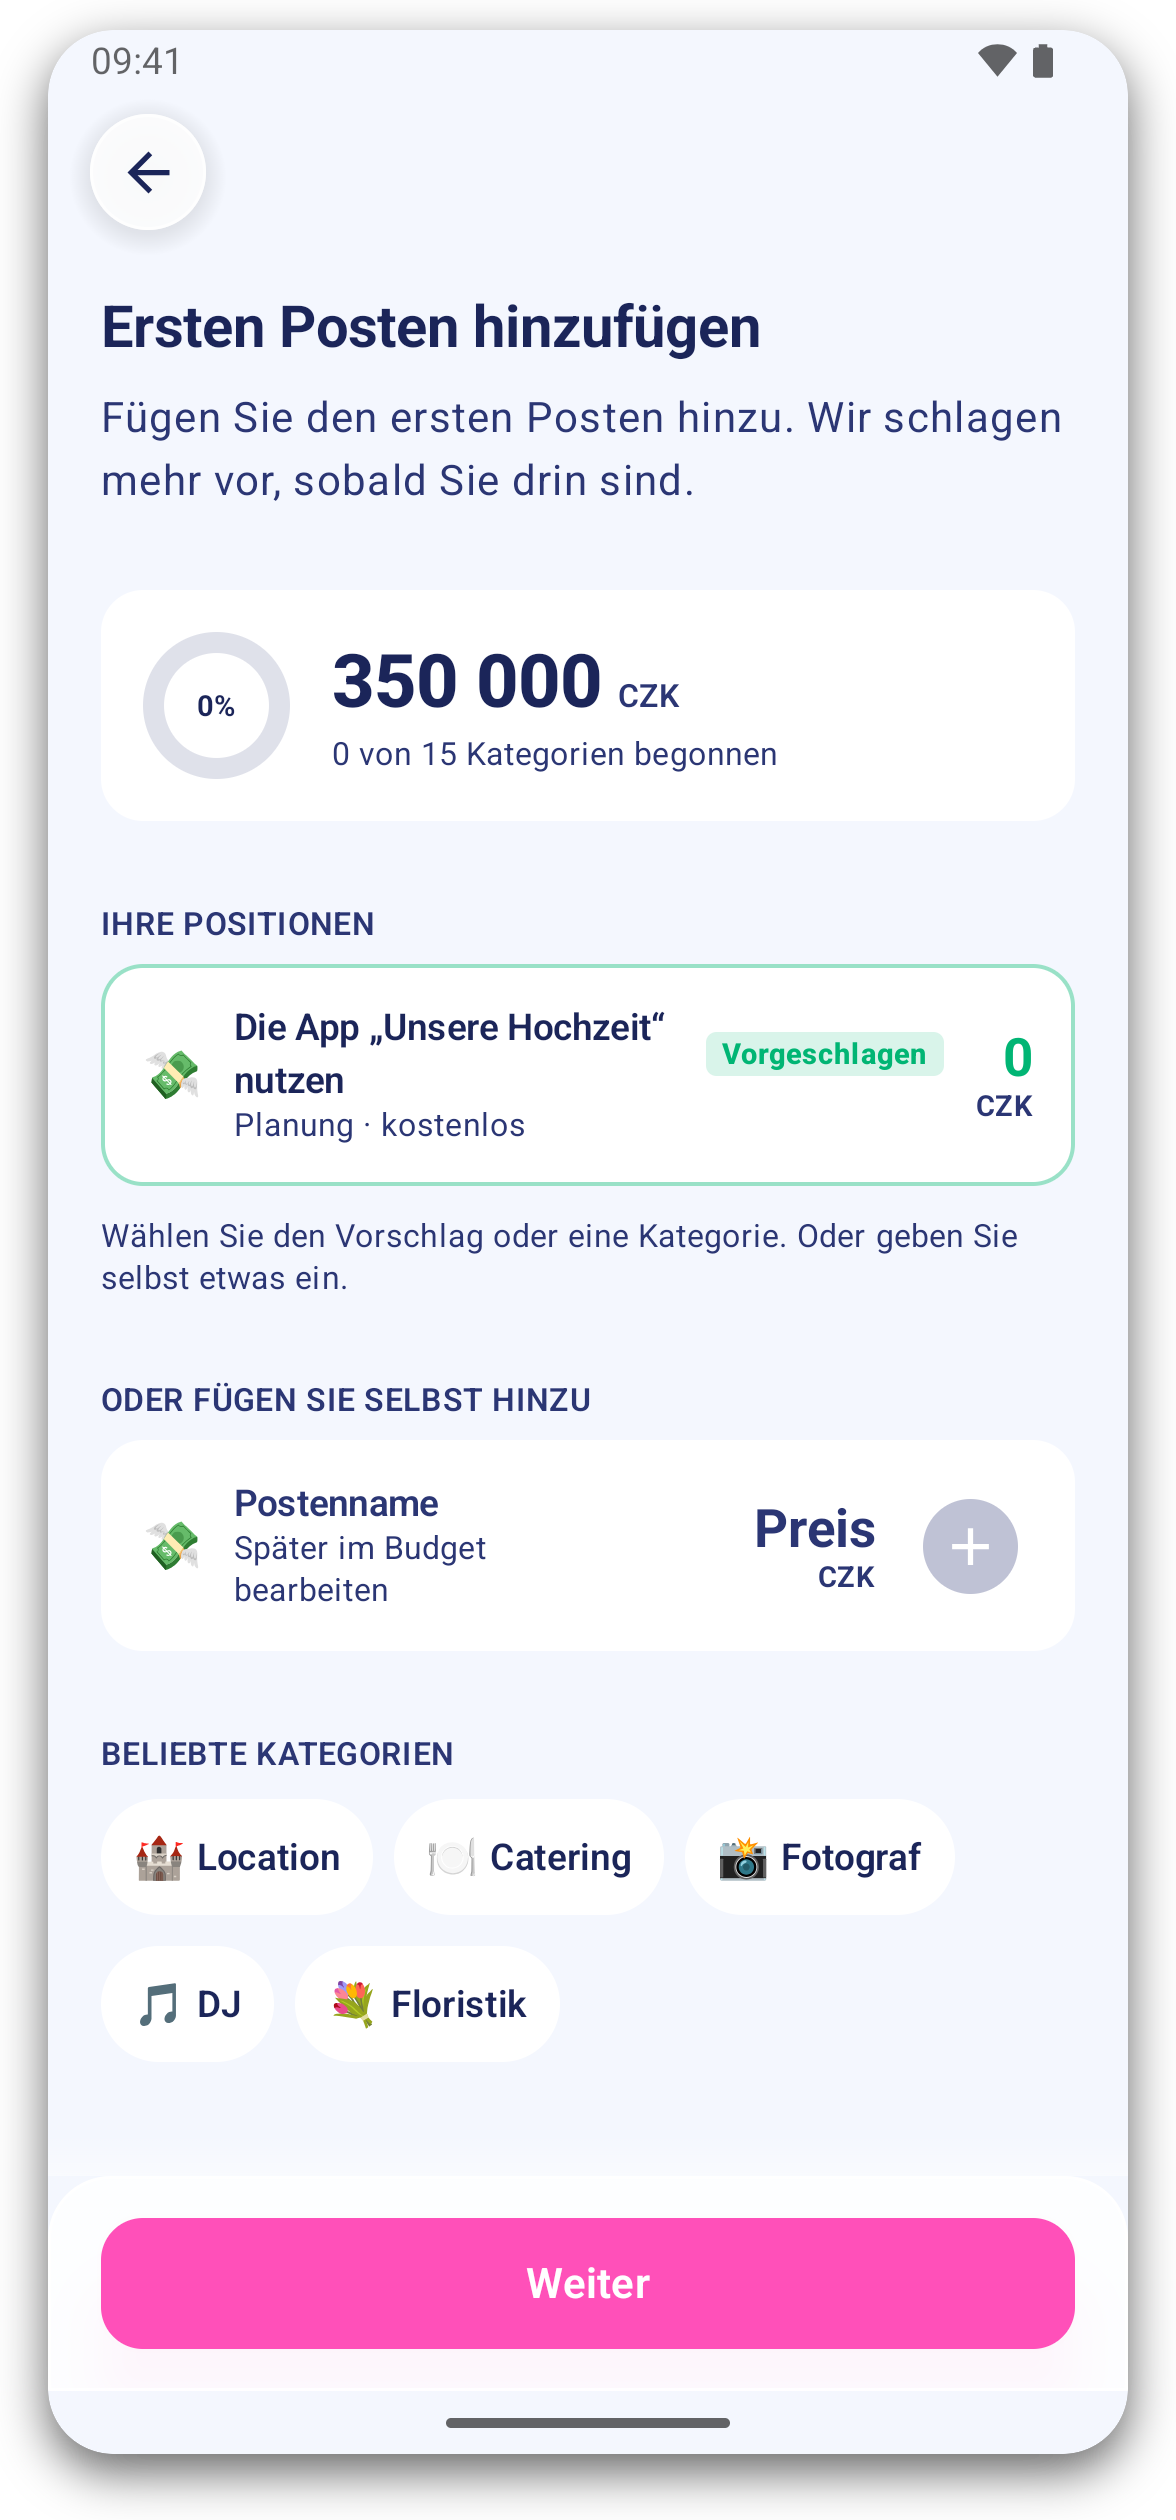 09:41
Ersten Posten hinzufügen
Fügen Sie den ersten Posten hinzu. Wir schlagen
mehr vor, sobald Sie drin sind.
0%
350 000 CZK
0 von 15 Kategorien begonnen
IHRE POSITIONEN
Die App „Unsere Hochzeit“
nutzen
Planung · kostenlos
Vorgeschlagen
0
CZK
Wählen Sie den Vorschlag oder eine Kategorie. Oder geben Sie
selbst etwas ein.
ODER FÜGEN SIE SELBST HINZU
Postenname
Später im Budget
bearbeiten
Preis
CZK
BELIEBTE KATEGORIEN
Location
Catering
Fotograf
DJ
Floristik
Weiter